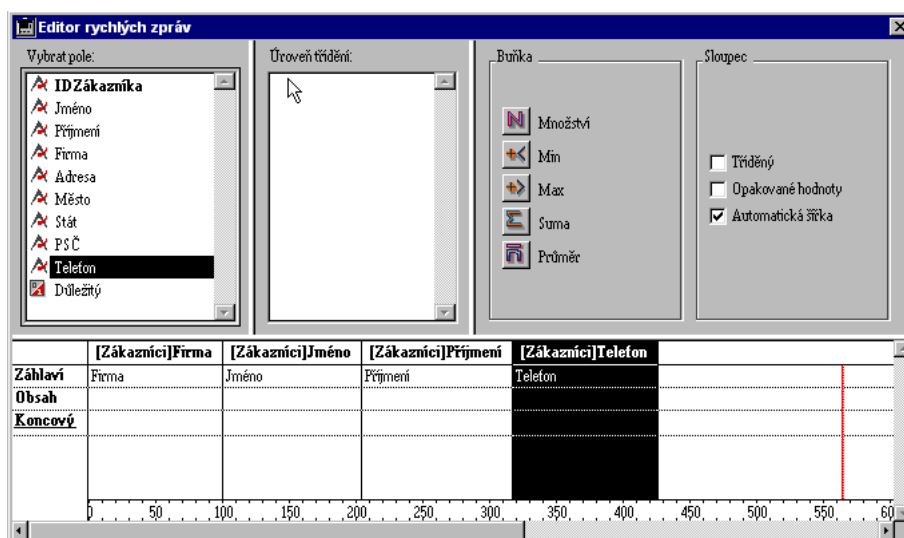 Editor rychlých zpráv
Vybrat pole:
IDZákazníka
Jméno
Příjmení
Firma
Adresa
Město
Stát
PSČ
Telefon
Důležitý
Úroveň třídění:
Buňka
Množství
Min
Max
Suma
Průměr
Sloupec
Tříděný
Opakované hodnoty
Automatická šířka
[Zákazníci]Firma [Zákazníci]Jméno [Zákazníci]Příjmení [Zákazníci]Telefon
Záhlaví Firma Jméno Příjmení Telefon
Obsah
Koncový
0 50 100 150 200 250 300 350 400 450 500 550 60